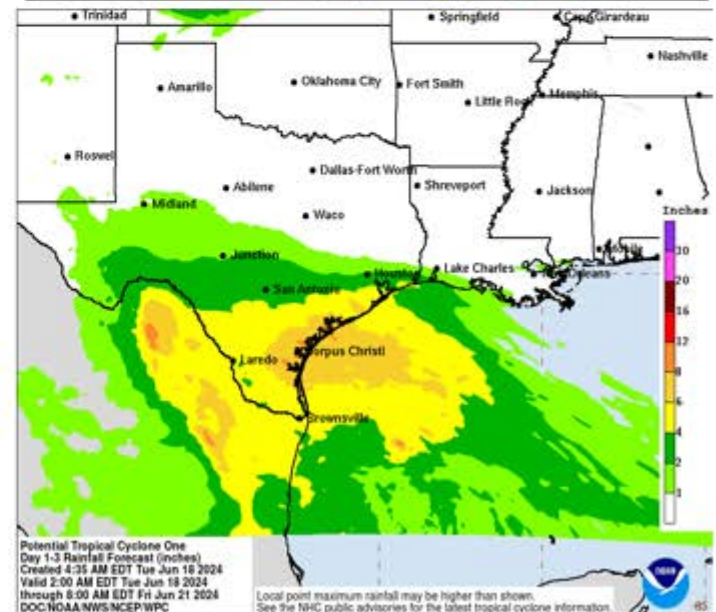 Trinidad
Springfield
Cape Girardeau
Nashville
Amarillo
Oklahoma City
Fort Smith
Little Rock
Memphis
Roswell
Dallas-Fort Worth
Abilene
Shreveport
Jackson
Midland
Waco
Inches
Junction
Houston
Lake Charles
Mobile
New Orleans
San Antonio
30
20
16
12
8
6
4
2
1
Laredo
Corpus Christi
Brownsville
Potential Tropical Cyclone One
Day 1-3 Rainfall Forecast (inches)
Created 4:35 AM EDT Tue Jun 18 2024
Valid 2:00 AM EDT Tue Jun 18 2024
through 8:00 AM EDT Fri Jun 21 2024
DOC/NOAA/NWS/NCEP/WPC
Local point maximum rainfall may be higher than shown.
See the NHC public advisories for the latest tropical cyclone information.
noaa